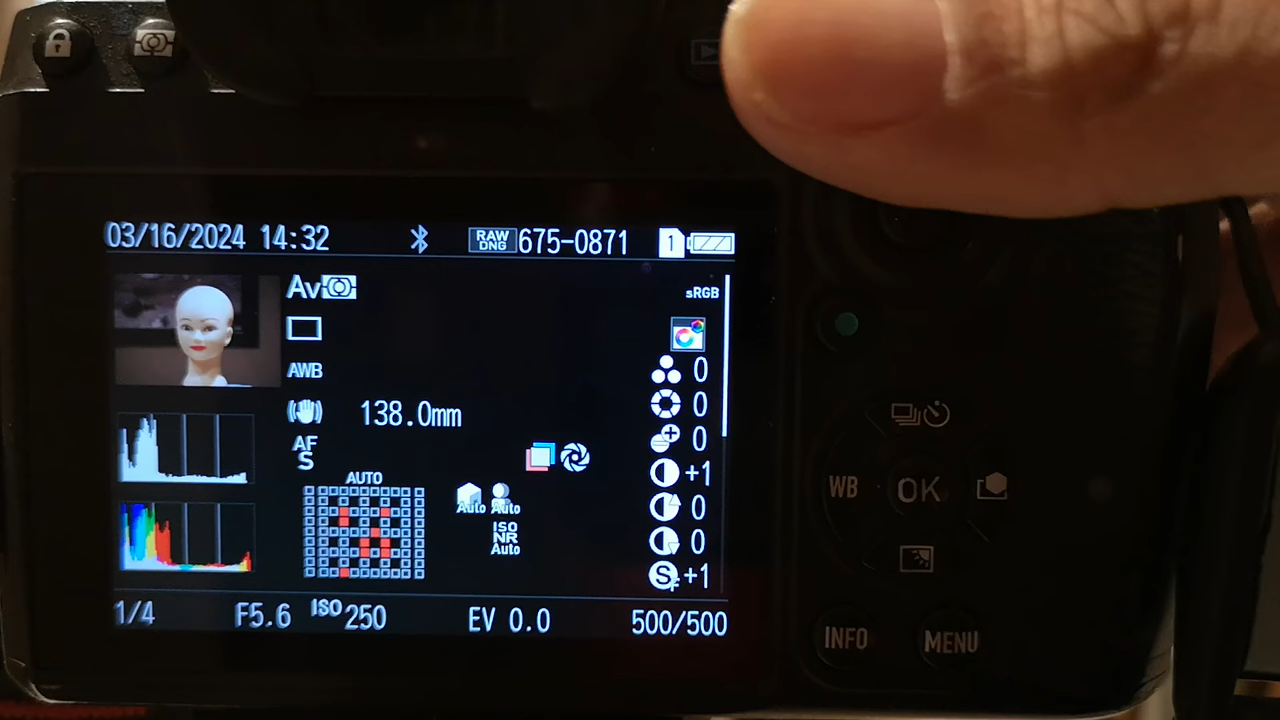 03/16/2024 14:32 RAW DNG 675-0871 1
Av
sRGB
AWB
0
0
138.0mm
0
AF
S
+1
AUTO
Auto Auto
0
ISO
NR
Auto
0
S +1
1/4 F5.6 ISO 250 EV 0.0 500/500
WB OK
INFO MENU